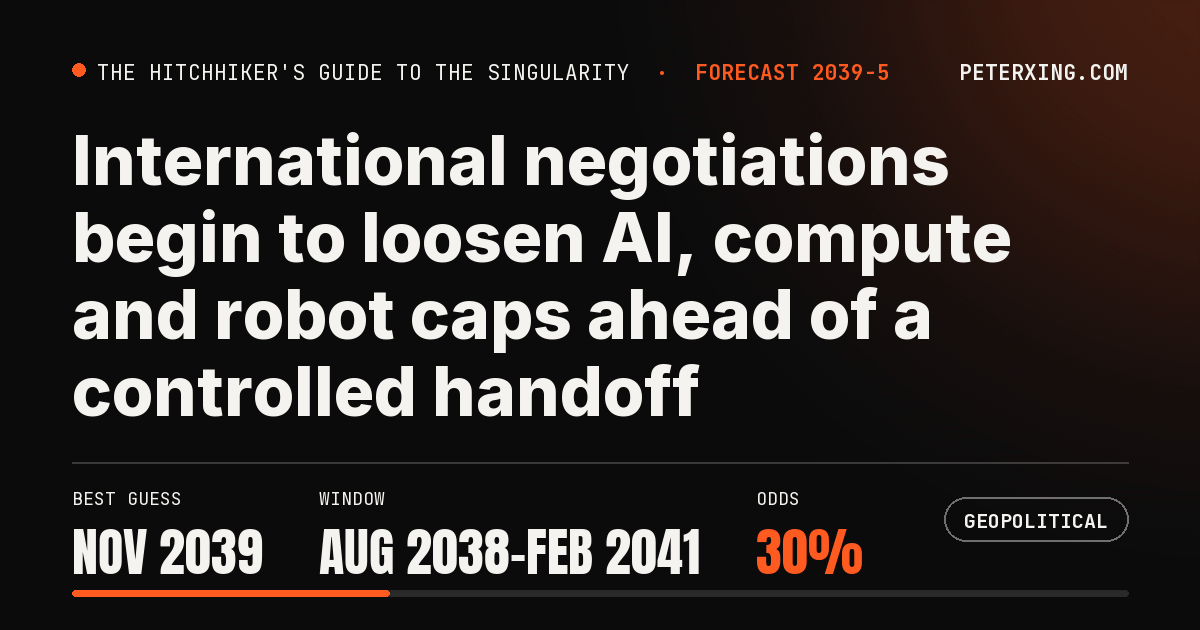 THE HITCHHIKER'S GUIDE TO THE SINGULARITY · FORECAST 2039-5 PETERXING.COM
International negotiations
begin to loosen AI, compute
and robot caps ahead of a
controlled handoff
BEST GUESS WINDOW ODDS
GEOPOLITICAL
NOV 2039 AUG 2038-FEB 2041 30%